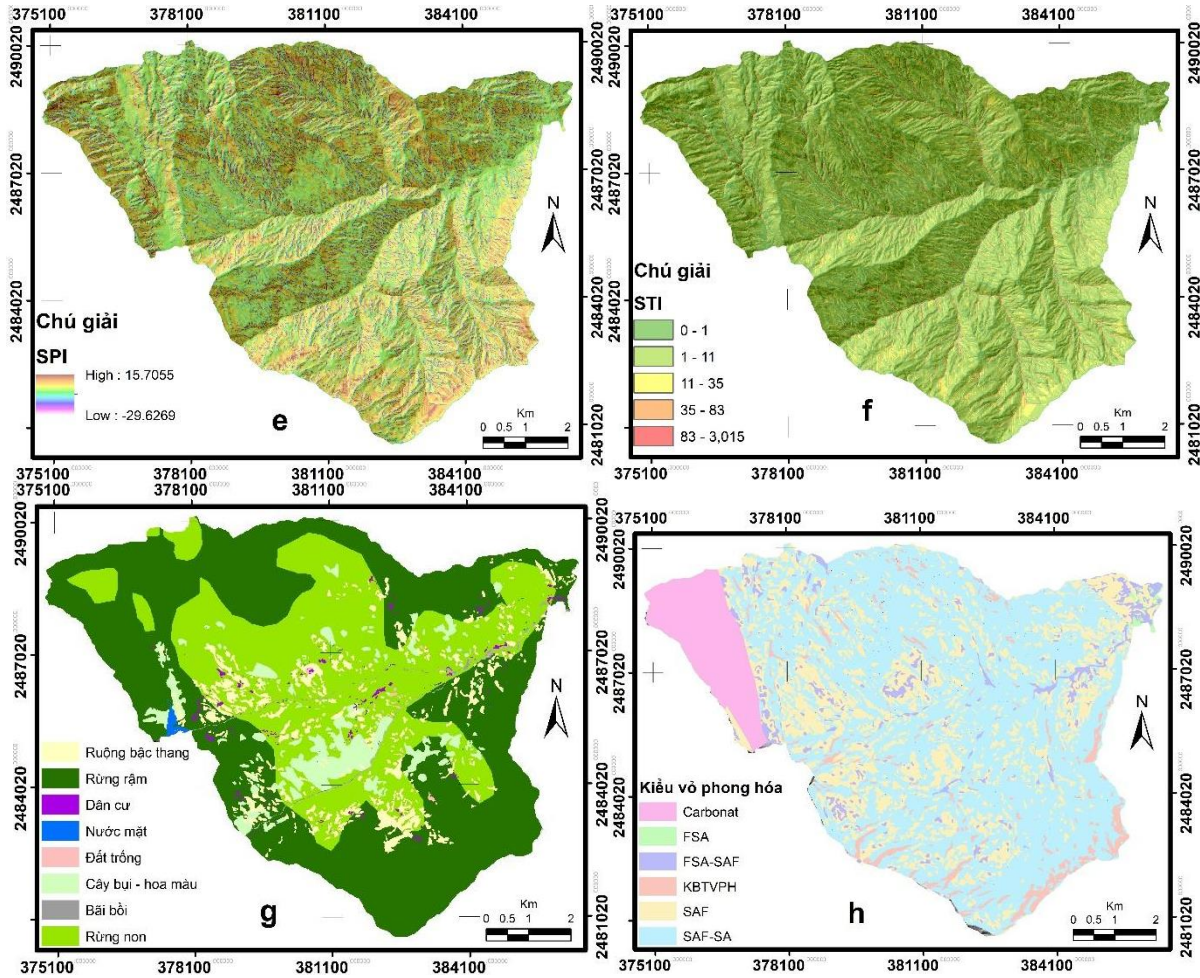 375100 378100 381100 384100
2490020
2487020
2484020
2481020
N
Chú giải
SPI
High : 15.7055
Low : -29.6269
e
Km
0 0.5 1 2
375100 378100 381100 384100
375100 378100 381100 384100
2490020
2487020
2484020
2481020
N
Chú giải
STI
0 - 1
1 - 11
11 - 35
35 - 83
83 - 3,015
f
Km
0 0.5 1 2
375100 378100 381100 384100
375100 378100 381100 384100
2490020
2487020
2484020
2481020
N
Ruộng bậc thang
Rừng rậm
Dân cư
Nước mặt
Đất trống
Cây bụi - hoa màu
Bãi bồi
Rừng non
g
Km
0 0.5 1 2
375100 378100 381100 384100
375100 378100 381100 384100
2490020
2487020
2484020
2481020
N
Kiểu vỏ phong hóa
Carbonat
FSA
FSA-SAF
KBTVPH
SAF
SAF-SA
h
Km
0 0.5 1 2
375100 378100 381100 384100